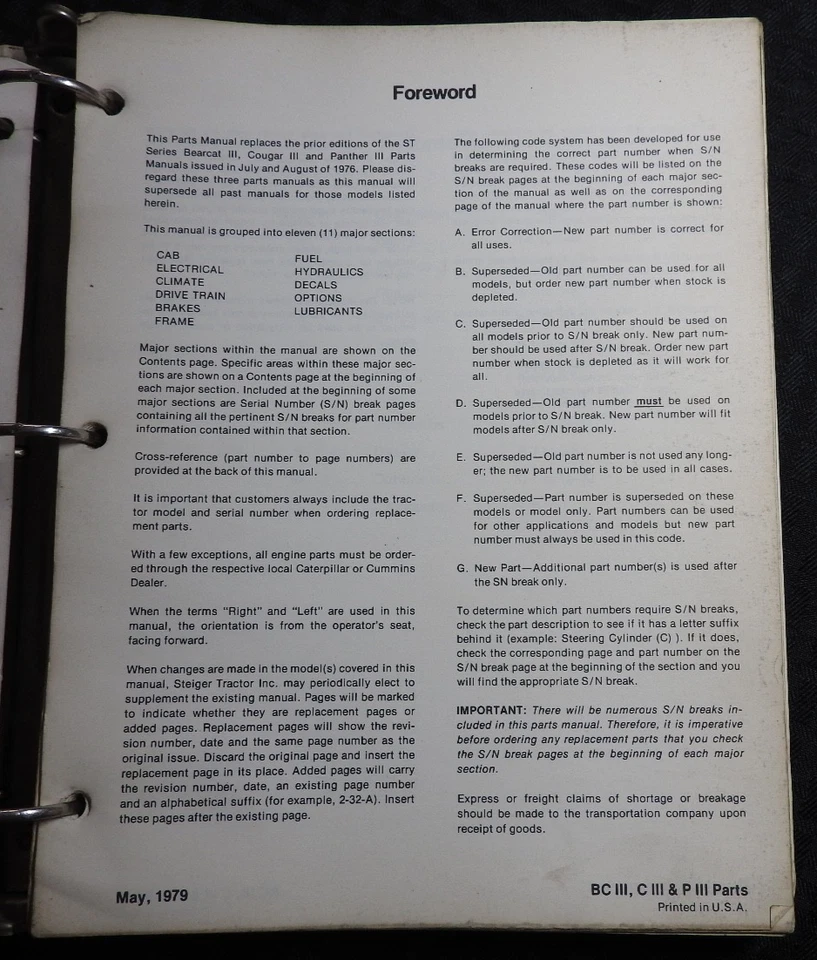 Foreword
This Parts Manual replaces the prior editions of the ST
Series Bearcat III, Cougar III and Panther III Parts
Manuals issued in July and August of 1976. Please dis-
regard these three parts manuals as this manual will
supersede all past manuals for those models listed
herein.
This manual is grouped into eleven (11) major sections:
CAB
ELECTRICAL
CLIMATE
DRIVE TRAIN
BRAKES
FRAME
FUEL
HYDRAULICS
DECALS
OPTIONS
LUBRICANTS
Major sections within the manual are shown on the
Contents page. Specific areas within these major sec-
tions are shown on a Contents page at the beginning of
each major section. Included at the beginning of some
major sections are Serial Number (S/N) break pages
containing all the pertinent S/N breaks for part number
information contained within that section.
Cross-reference (part number to page numbers) are
provided at the back of this manual.
It is important that customers always include the trac-
tor model and serial number when ordering replace-
ment parts.
With a few exceptions, all engine parts must be order-
ed through the respective local Caterpillar or Cummins
Dealer.
When the terms "Right" and "Left" are used in this
manual, the orientation is from the operator's seat,
facing forward.
When changes are made in the model(s) covered in this
manual, Steiger Tractor Inc. may periodically elect to
supplement the existing manual. Pages will be marked
to indicate whether they are replacement pages or
added pages. Replacement pages will show the revi-
sion number, date and the same page number as the
original issue. Discard the original page and insert the
replacement page in its place. Added pages will carry
the revision number, date, an existing page number
and an alphabetical suffix (for example, 2-32-A). Insert
these pages after the existing page.
The following code system has been developed for use
in determining the correct part number when S/N
breaks are required. These codes will be listed on the
S/N break pages at the beginning of each major sec-
tion of the manual as well as on the corresponding
page of the manual where the part number is shown:
A. Error Correction—New part number is correct for
all uses.
B. Superseded—Old part number can be used for all
models, but order new part number when stock is
depleted.
C. Superseded—Old part number should be used on
all models prior to S/N break only. New part num-
ber should be used after S/N break. Order new part
number when stock is depleted as it will work for
all.
D. Superseded—Old part number must be used on
models prior to S/N break. New part number will fit
models after S/N break only.
E. Superseded—Old part number is not used any long-
er; the new part number is to be used in all cases.
F. Superseded—Part number is superseded on these
models or model only. Part numbers can be used
for other applications and models but new part
number must always be used in this code.
G. New Part—Additional part number(s) is used after
the SN break only.
To determine which part numbers require S/N breaks,
check the part description to see if it has a letter suffix
behind it (example: Steering Cylinder (C) ). If it does,
check the corresponding page and part number on the
S/N break page at the beginning of the section and you
will find the appropriate S/N break.
IMPORTANT: There will be numerous S/N breaks in-
cluded in this parts manual. Therefore, it is imperative
before ordering any replacement parts that you check
the S/N break pages at the beginning of each major
section.
Express or freight claims of shortage or breakage
should be made to the transportation company upon
receipt of goods.
May, 1979
BC III, C III & P III Parts
Printed in U.S.A.